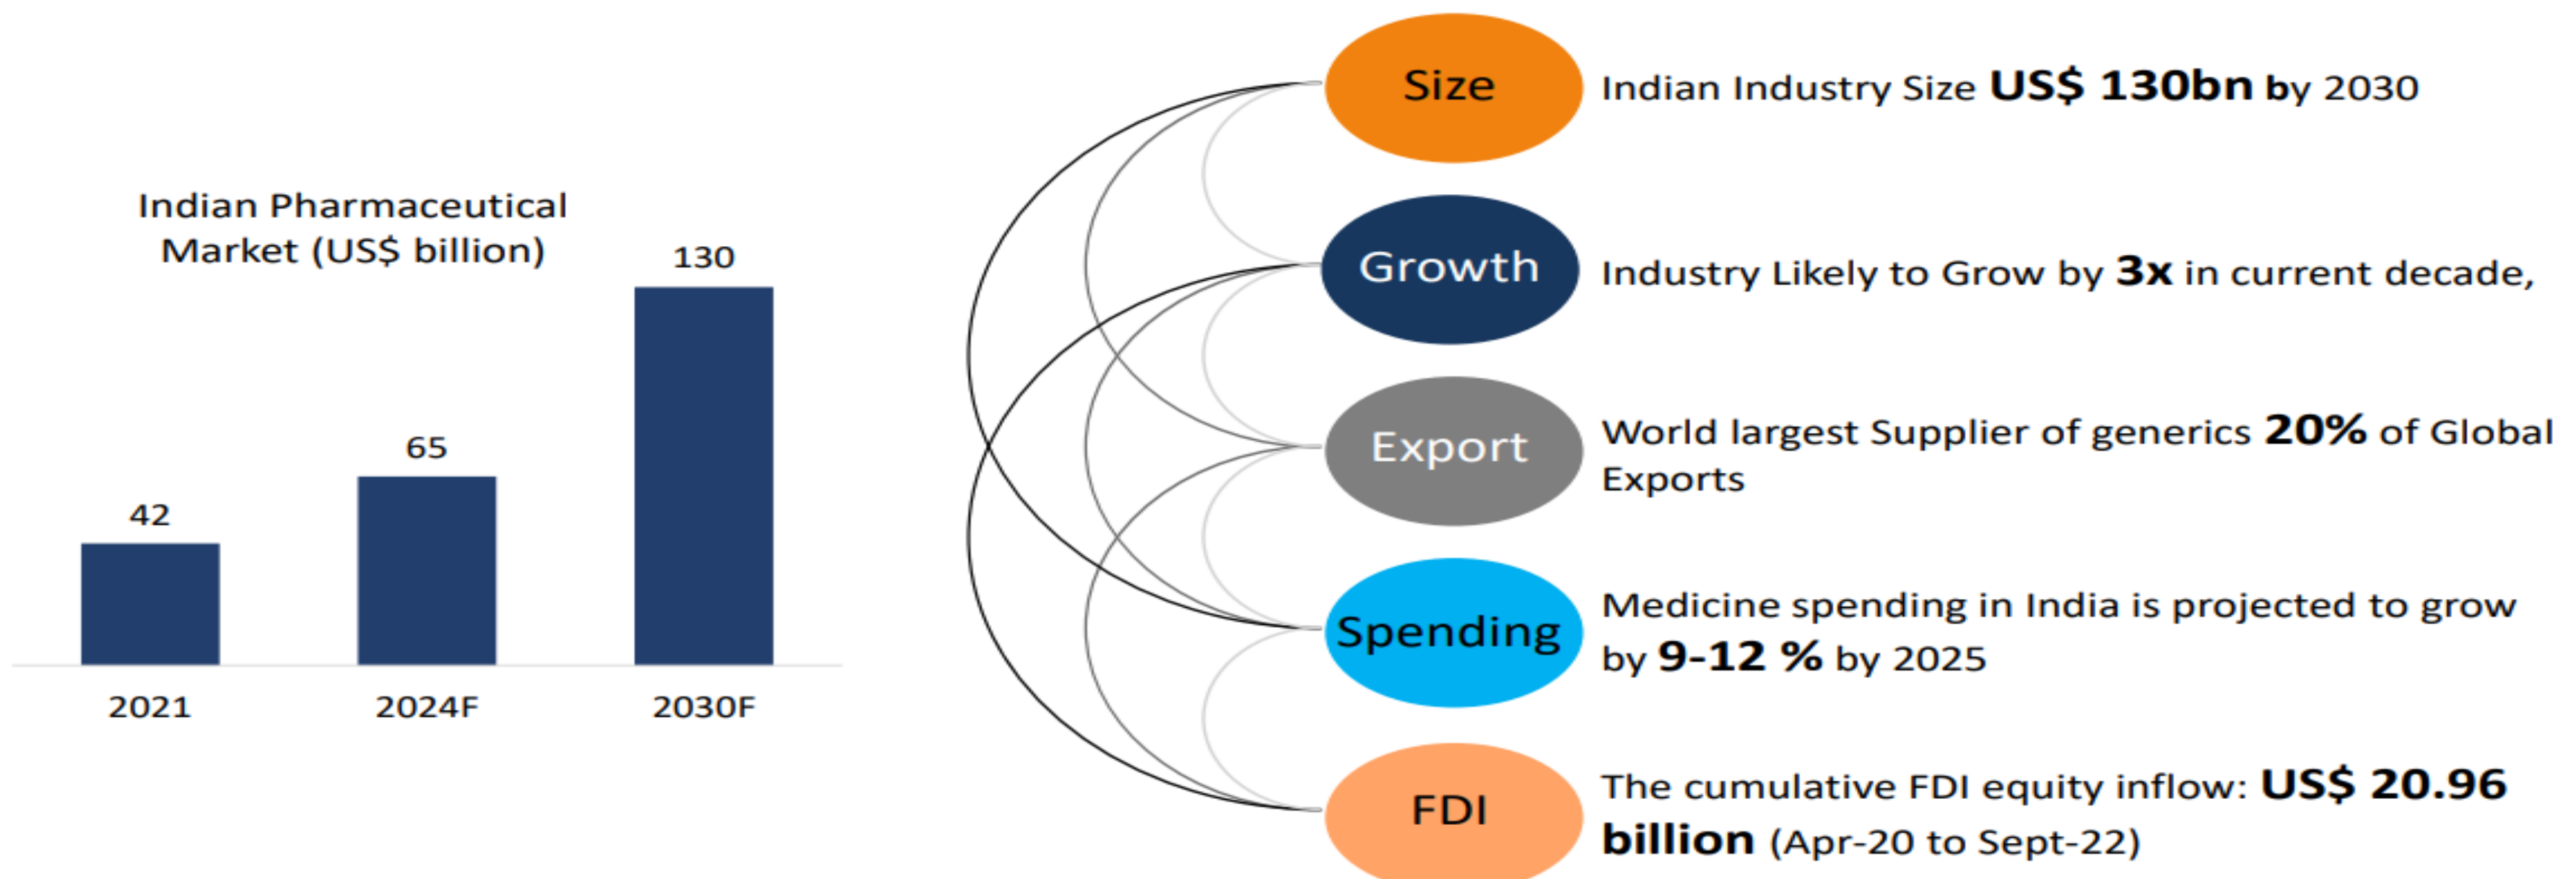 Indian Pharmaceutical
Market (US$ billion)
42
65
130
2021
2024F
2030F
Size
Indian Industry Size US$ 130bn by 2030
Growth
Industry Likely to Grow by 3x in current decade,
Export
World largest Supplier of generics 20% of Global
Exports
Spending
Medicine spending in India is projected to grow
by 9-12 % by 2025
FDI
The cumulative FDI equity inflow: US$ 20.96
billion (Apr-20 to Sept-22)